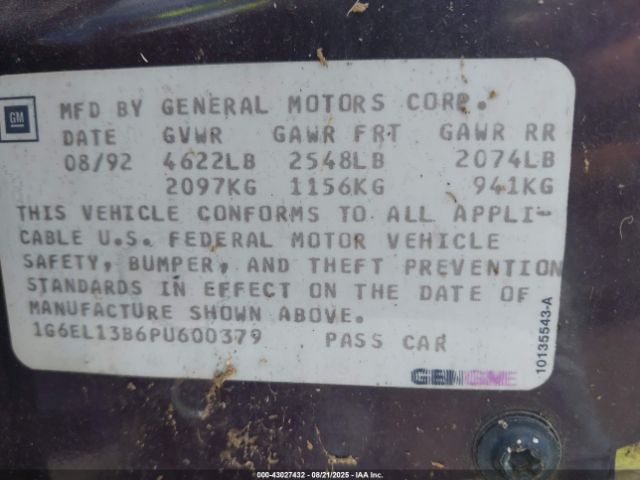 GM
MFD BY GENERAL MOTORS CORP.
DATE GVWR GAWR FRT GAWR RR
08/92 4622LB 2548LB 2074LB
2097KG 1156KG 941KG
THIS VEHICLE CONFORMS TO ALL APPLI-
CABLE U.S. FEDERAL MOTOR VEHICLE
SAFETY, BUMPER, AND THEFT PREVENTION
STANDARDS IN EFFECT ON THE DATE OF
MANUFACTURE SHOWN ABOVE.
1G6EL13B6PU600379 PASS CAR
10135543-A
000-43027432 - 08/21/2025 - IAA Inc.